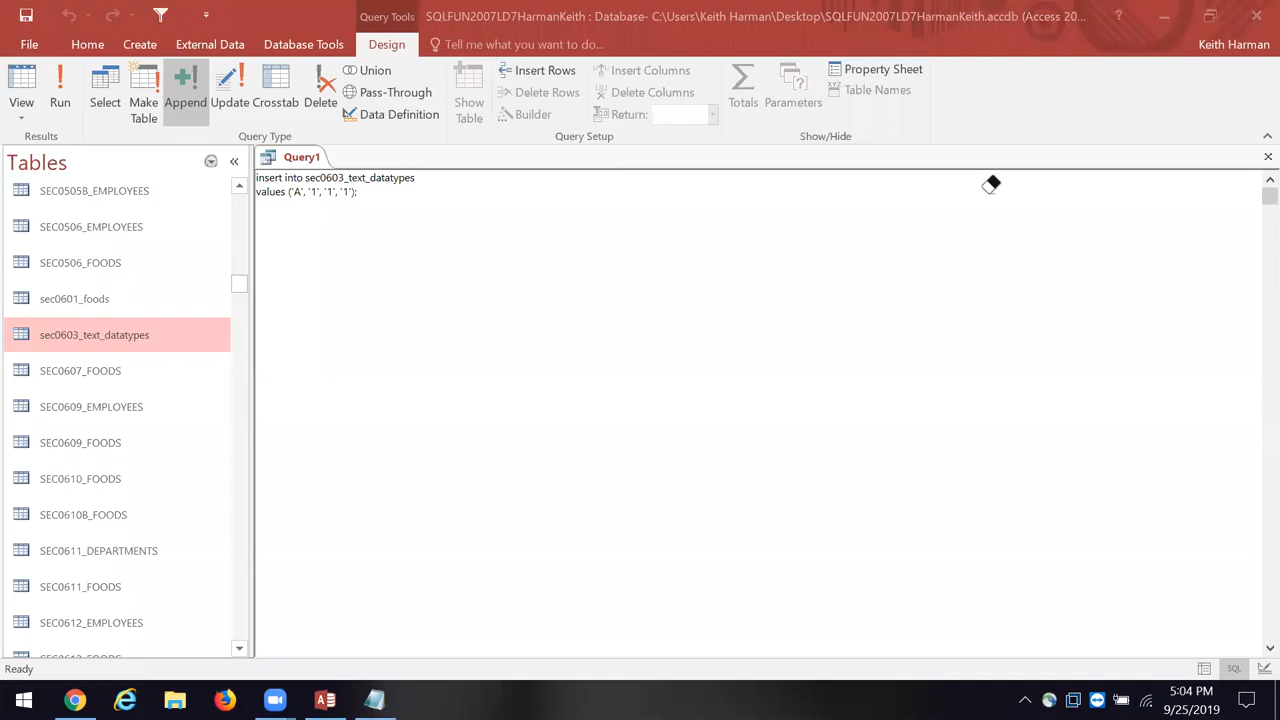 Query Tools
SQLFUN2007LD7HarmanKeith : Database- C:\Users\Keith Harman\Desktop\SQLFUN2007LD7HarmanKeith.accdb (Access 20...
File
Home
Create
External Data
Database Tools
Design
Tell me what you want to do...
Keith Harman
View
Run
Select
Make Table
Append
Update
Crosstab
Delete
Union
Pass-Through
Data Definition
Show Table
Insert Rows
Delete Rows
Builder
Insert Columns
Delete Columns
Return:
Totals
Parameters
Property Sheet
Table Names
Results
Query Type
Query Setup
Show/Hide
Tables
Query1
insert into sec0603_text_datatypes
values ('A', '1', '1', '1');
SEC0505B_EMPLOYEES
SEC0506_EMPLOYEES
SEC0506_FOODS
sec0601_foods
sec0603_text_datatypes
SEC0607_FOODS
SEC0609_EMPLOYEES
SEC0609_FOODS
SEC0610_FOODS
SEC0610B_FOODS
SEC0611_DEPARTMENTS
SEC0611_FOODS
SEC0612_EMPLOYEES
Ready
SQL
5:04 PM
9/25/2019